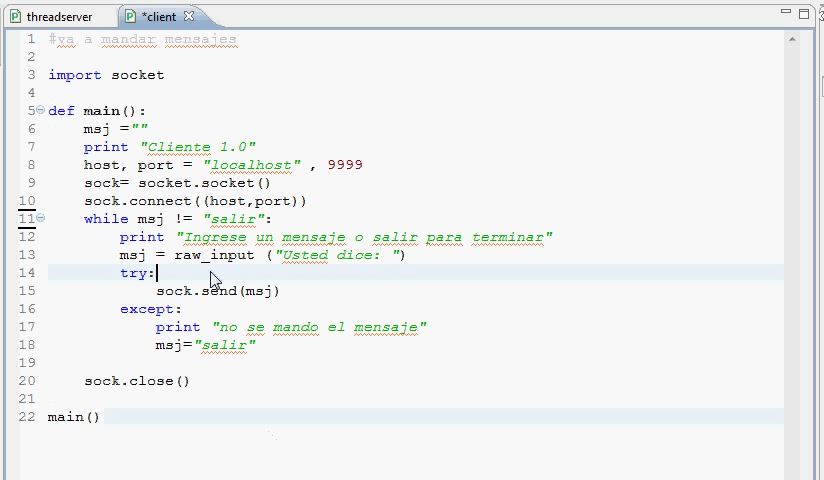 threadserver *client
1 #va a mandar mensajes
2
3 import socket
4
5 def main():
6 msj =""
7 print "Cliente 1.0"
8 host, port = "localhost" , 9999
9 sock= socket.socket()
10 sock.connect((host,port))
11 while msj != "salir":
12 print "Ingrese un mensaje o salir para terminar"
13 msj = raw_input ("Usted dice: ")
14 try:
15 sock.send(msj)
16 except:
17 print "no se mando el mensaje"
18 msj="salir"
19
20 sock.close()
21
22 main()